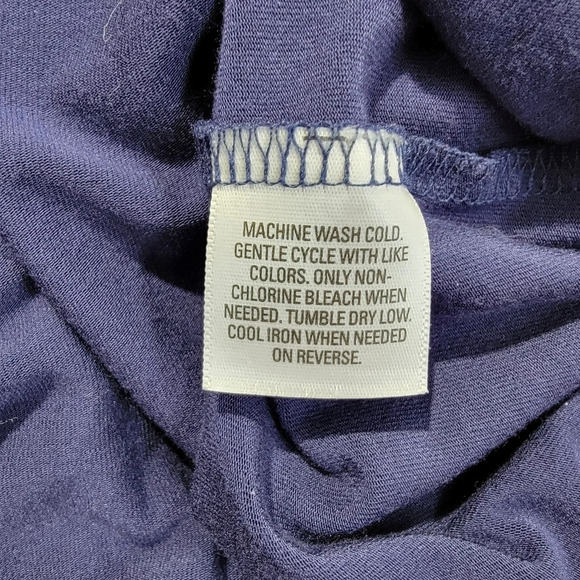 MACHINE WASH COLD.
GENTLE CYCLE WITH LIKE
COLORS. ONLY NON-
CHLORINE BLEACH WHEN
NEEDED. TUMBLE DRY LOW.
COOL IRON WHEN NEEDED
ON REVERSE.